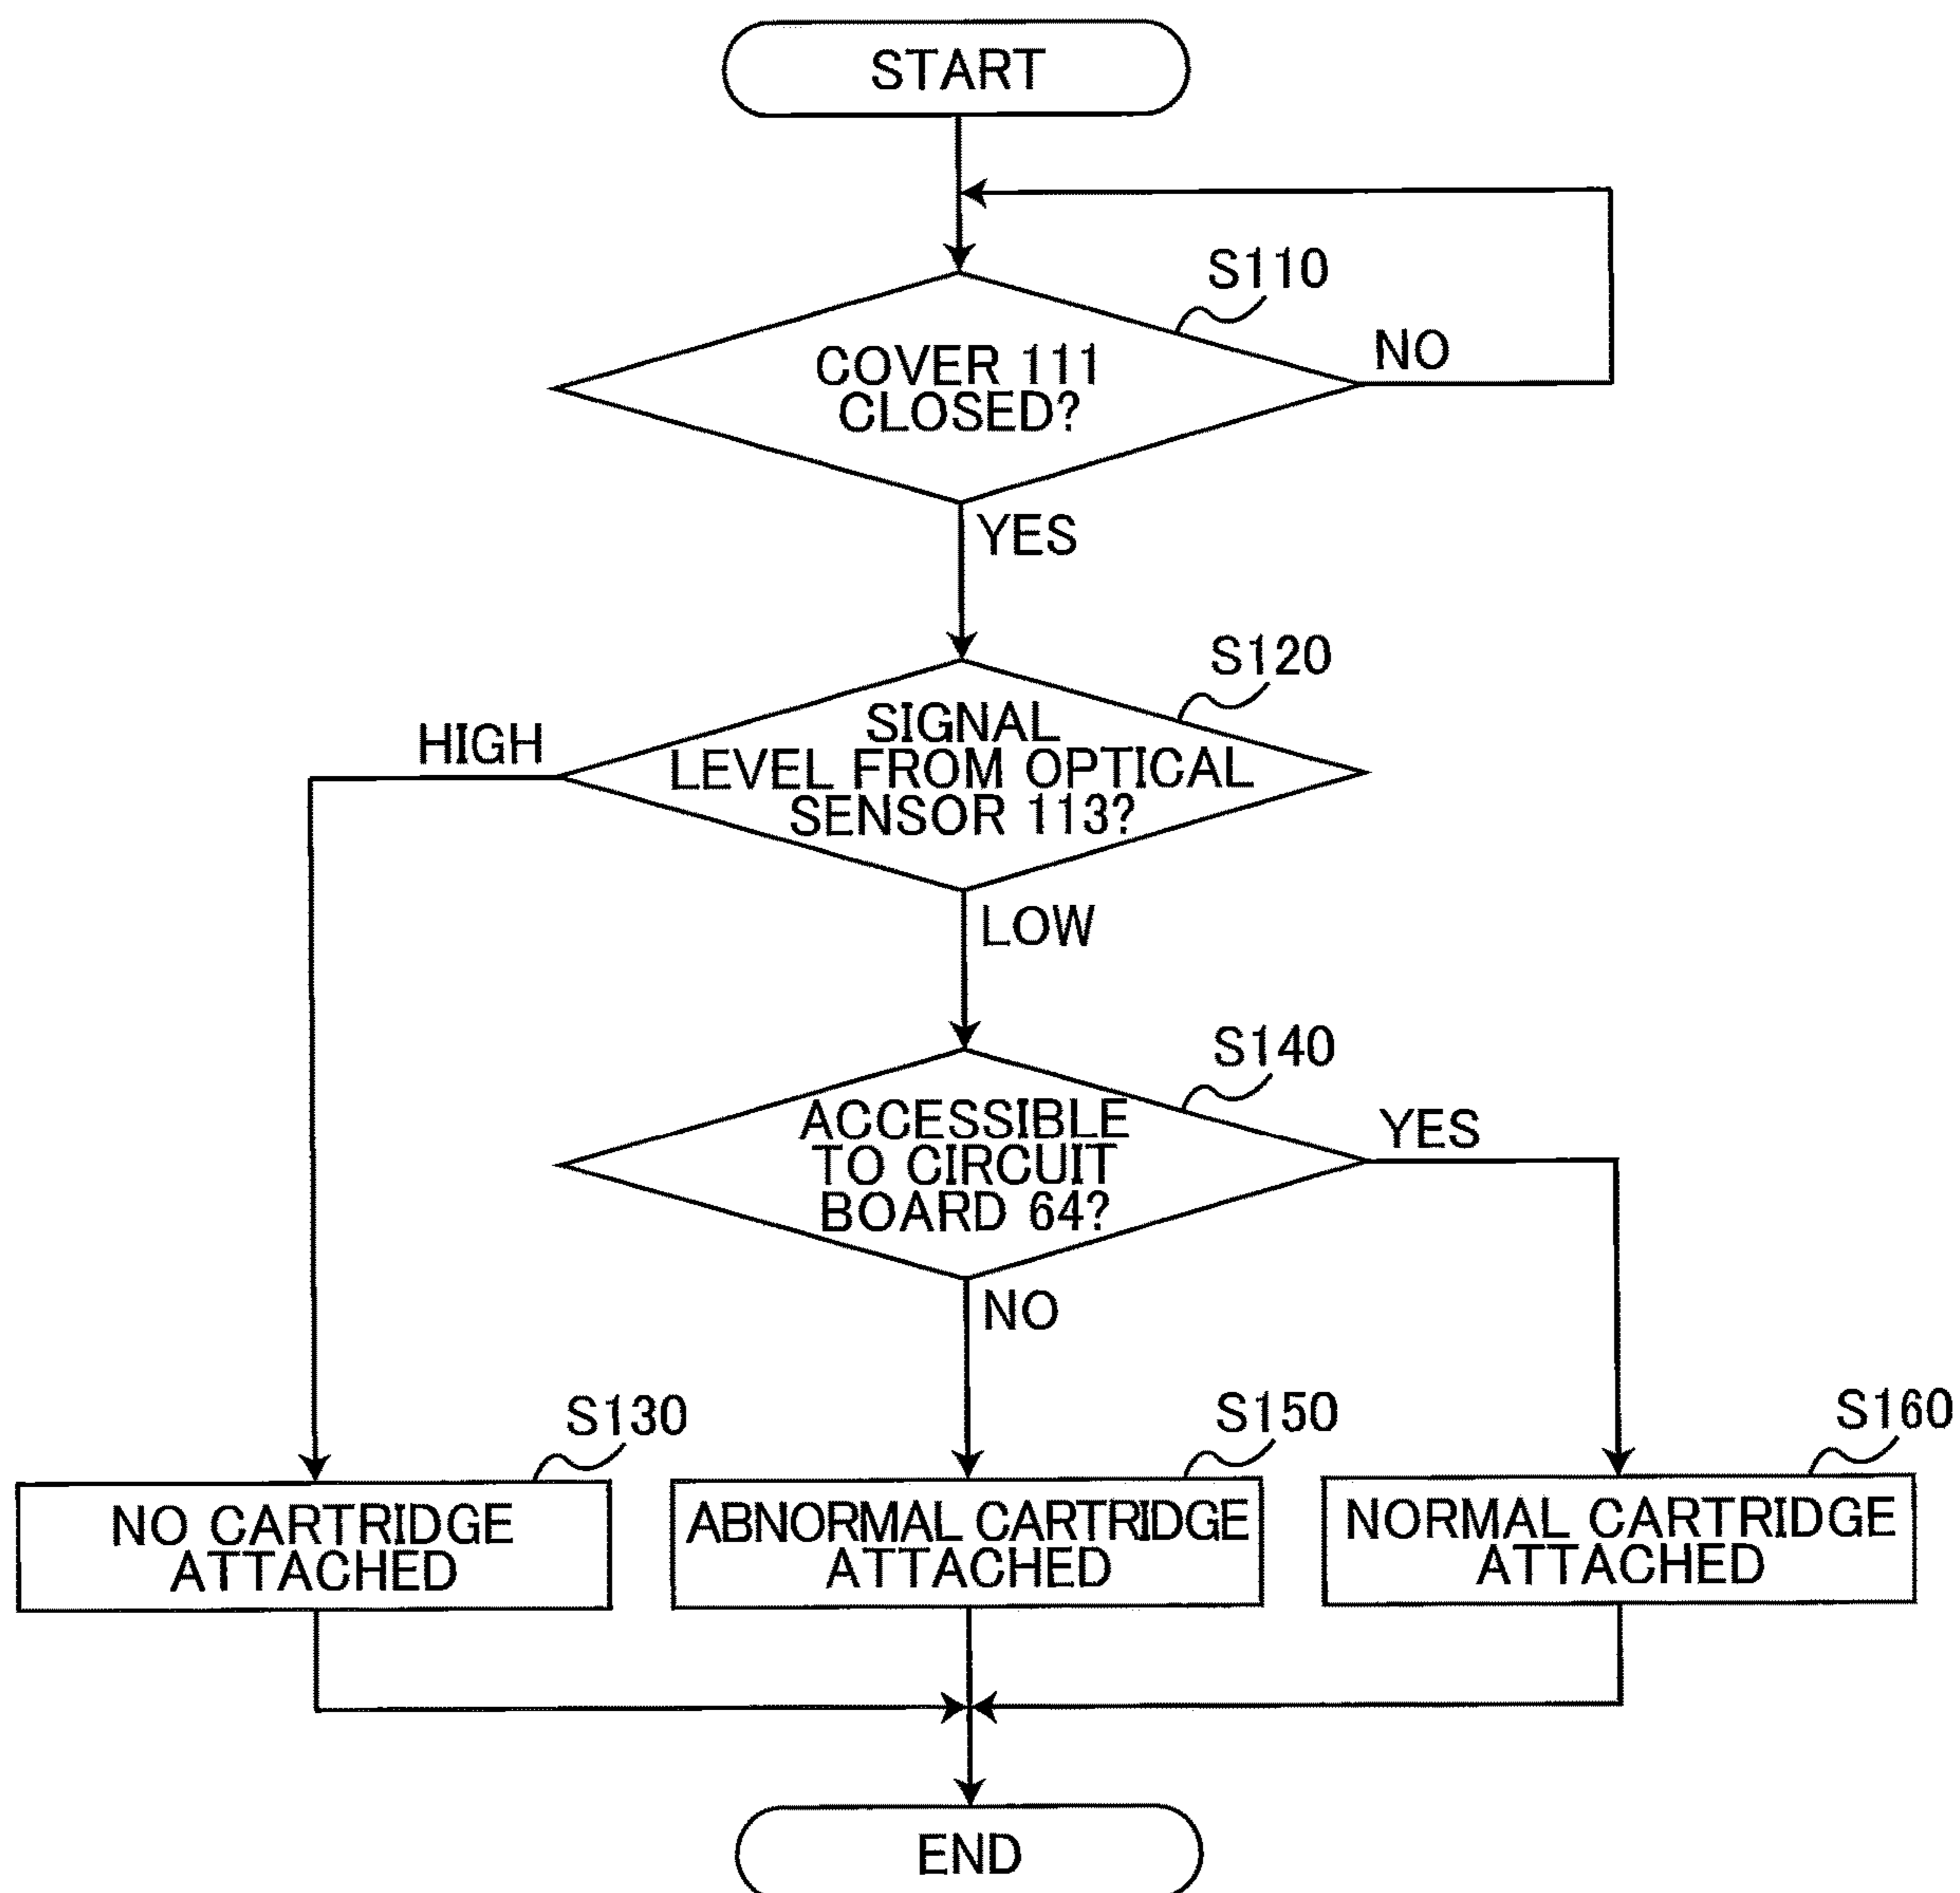 START
S110
COVER 111
CLOSED?
NO
YES
S120
SIGNAL
LEVEL FROM OPTICAL
SENSOR 113?
HIGH
LOW
S140
ACCESSIBLE
TO CIRCUIT
BOARD 64?
YES
NO
S130
NO CARTRIDGE
ATTACHED
S150
ABNORMAL CARTRIDGE
ATTACHED
S160
NORMAL CARTRIDGE
ATTACHED
END